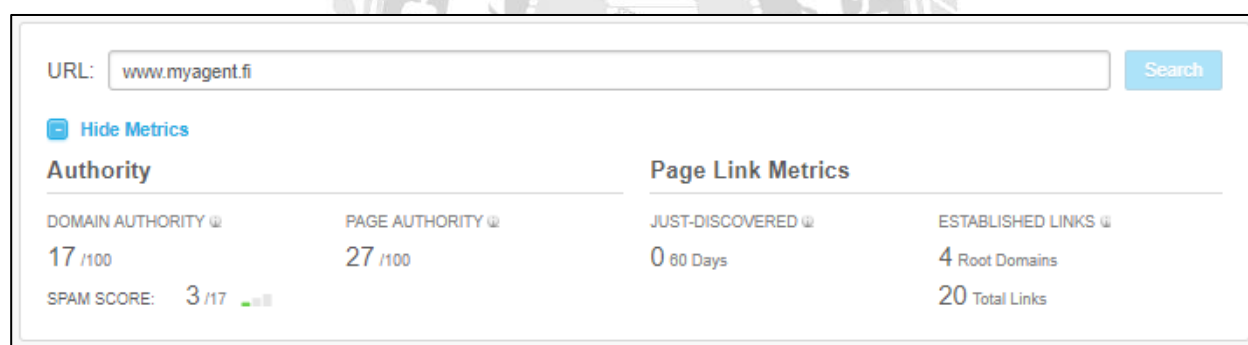 URL: www.myagent.fi Search
Hide Metrics
Authority Page Link Metrics
DOMAIN AUTHORITY PAGE AUTHORITY JUST-DISCOVERED ESTABLISHED LINKS
17 /100 27 /100 0 60 Days 4 Root Domains
SPAM SCORE: 3 /17 20 Total Links